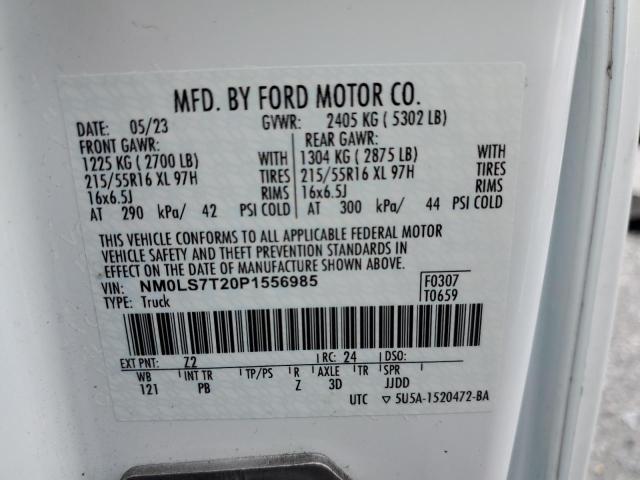 MFD. BY FORD MOTOR CO.
DATE: 05/23 GVWR: 2405 KG ( 5302 LB)
FRONT GAWR: REAR GAWR:
1225 KG ( 2700 LB) WITH 1304 KG ( 2875 LB) WITH
215/55R16 XL 97H TIRES 215/55R16 XL 97H TIRES
16x6.5J RIMS 16x6.5J RIMS
AT 290 kPa/ 42 PSI COLD AT 300 kPa/ 44 PSI COLD
THIS VEHICLE CONFORMS TO ALL APPLICABLE FEDERAL MOTOR
VEHICLE SAFETY AND THEFT PREVENTION STANDARDS IN
EFFECT ON THE DATE OF MANUFACTURE SHOWN ABOVE.
VIN: NM0LS7T20P1556985 F0307
TYPE: Truck T0659
EXT PNT: Z2 RC: 24 DSO:
WB INT TR TP/PS R AXLE TR SPR
121 PB Z 3D JJDD
UTC ▽ 5U5A-1520472-BA